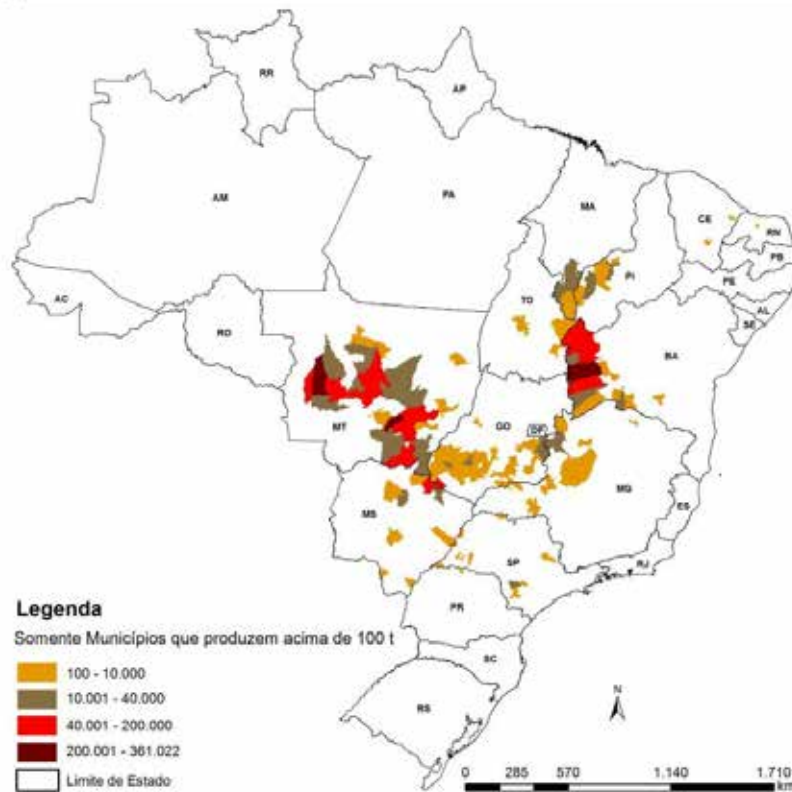 RR
AP
AM
PA
MA
CE
RN
PB
PE
PI
AL
SE
AC
TO
RO
BA
MT
GO
DF
MG
ES
MS
SP
RJ
PR
SC
RS
Legenda
Somente Municípios que produzem acima de 100 t
100 - 10.000
10.001 - 40.000
40.001 - 200.000
200.001 - 361.022
Limite de Estado
N
0 285 570 1.140 1.710
km